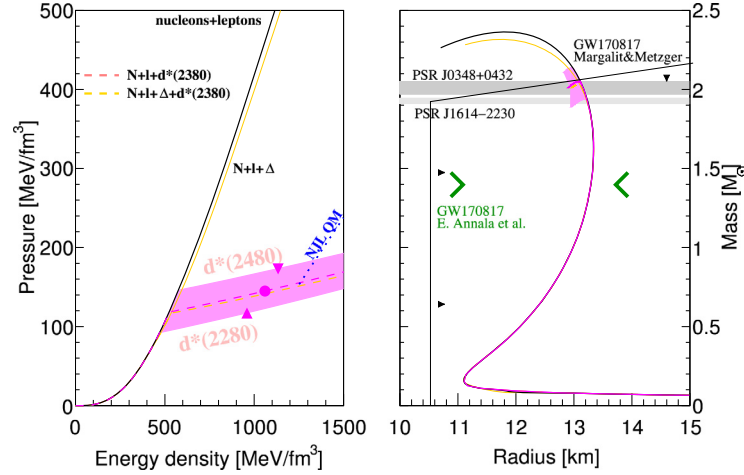 500
400
300
200
100
0
Pressure [MeV/fm³]
nucleons+leptons
N+l+d*(2380)
N+l+Δ+d*(2380)
N+l+Δ
NJL QM
d*(2480)
d*(2280)
0 500 1000 1500
Energy density [MeV/fm³]
2.5
2
1.5
1
0.5
0
GW170817
Margalit&Metzger
PSR J0348+0432
PSR J1614−2230
GW170817
E. Annala et al.
10 11 12 13 14 15
Radius [km]
Mass [M